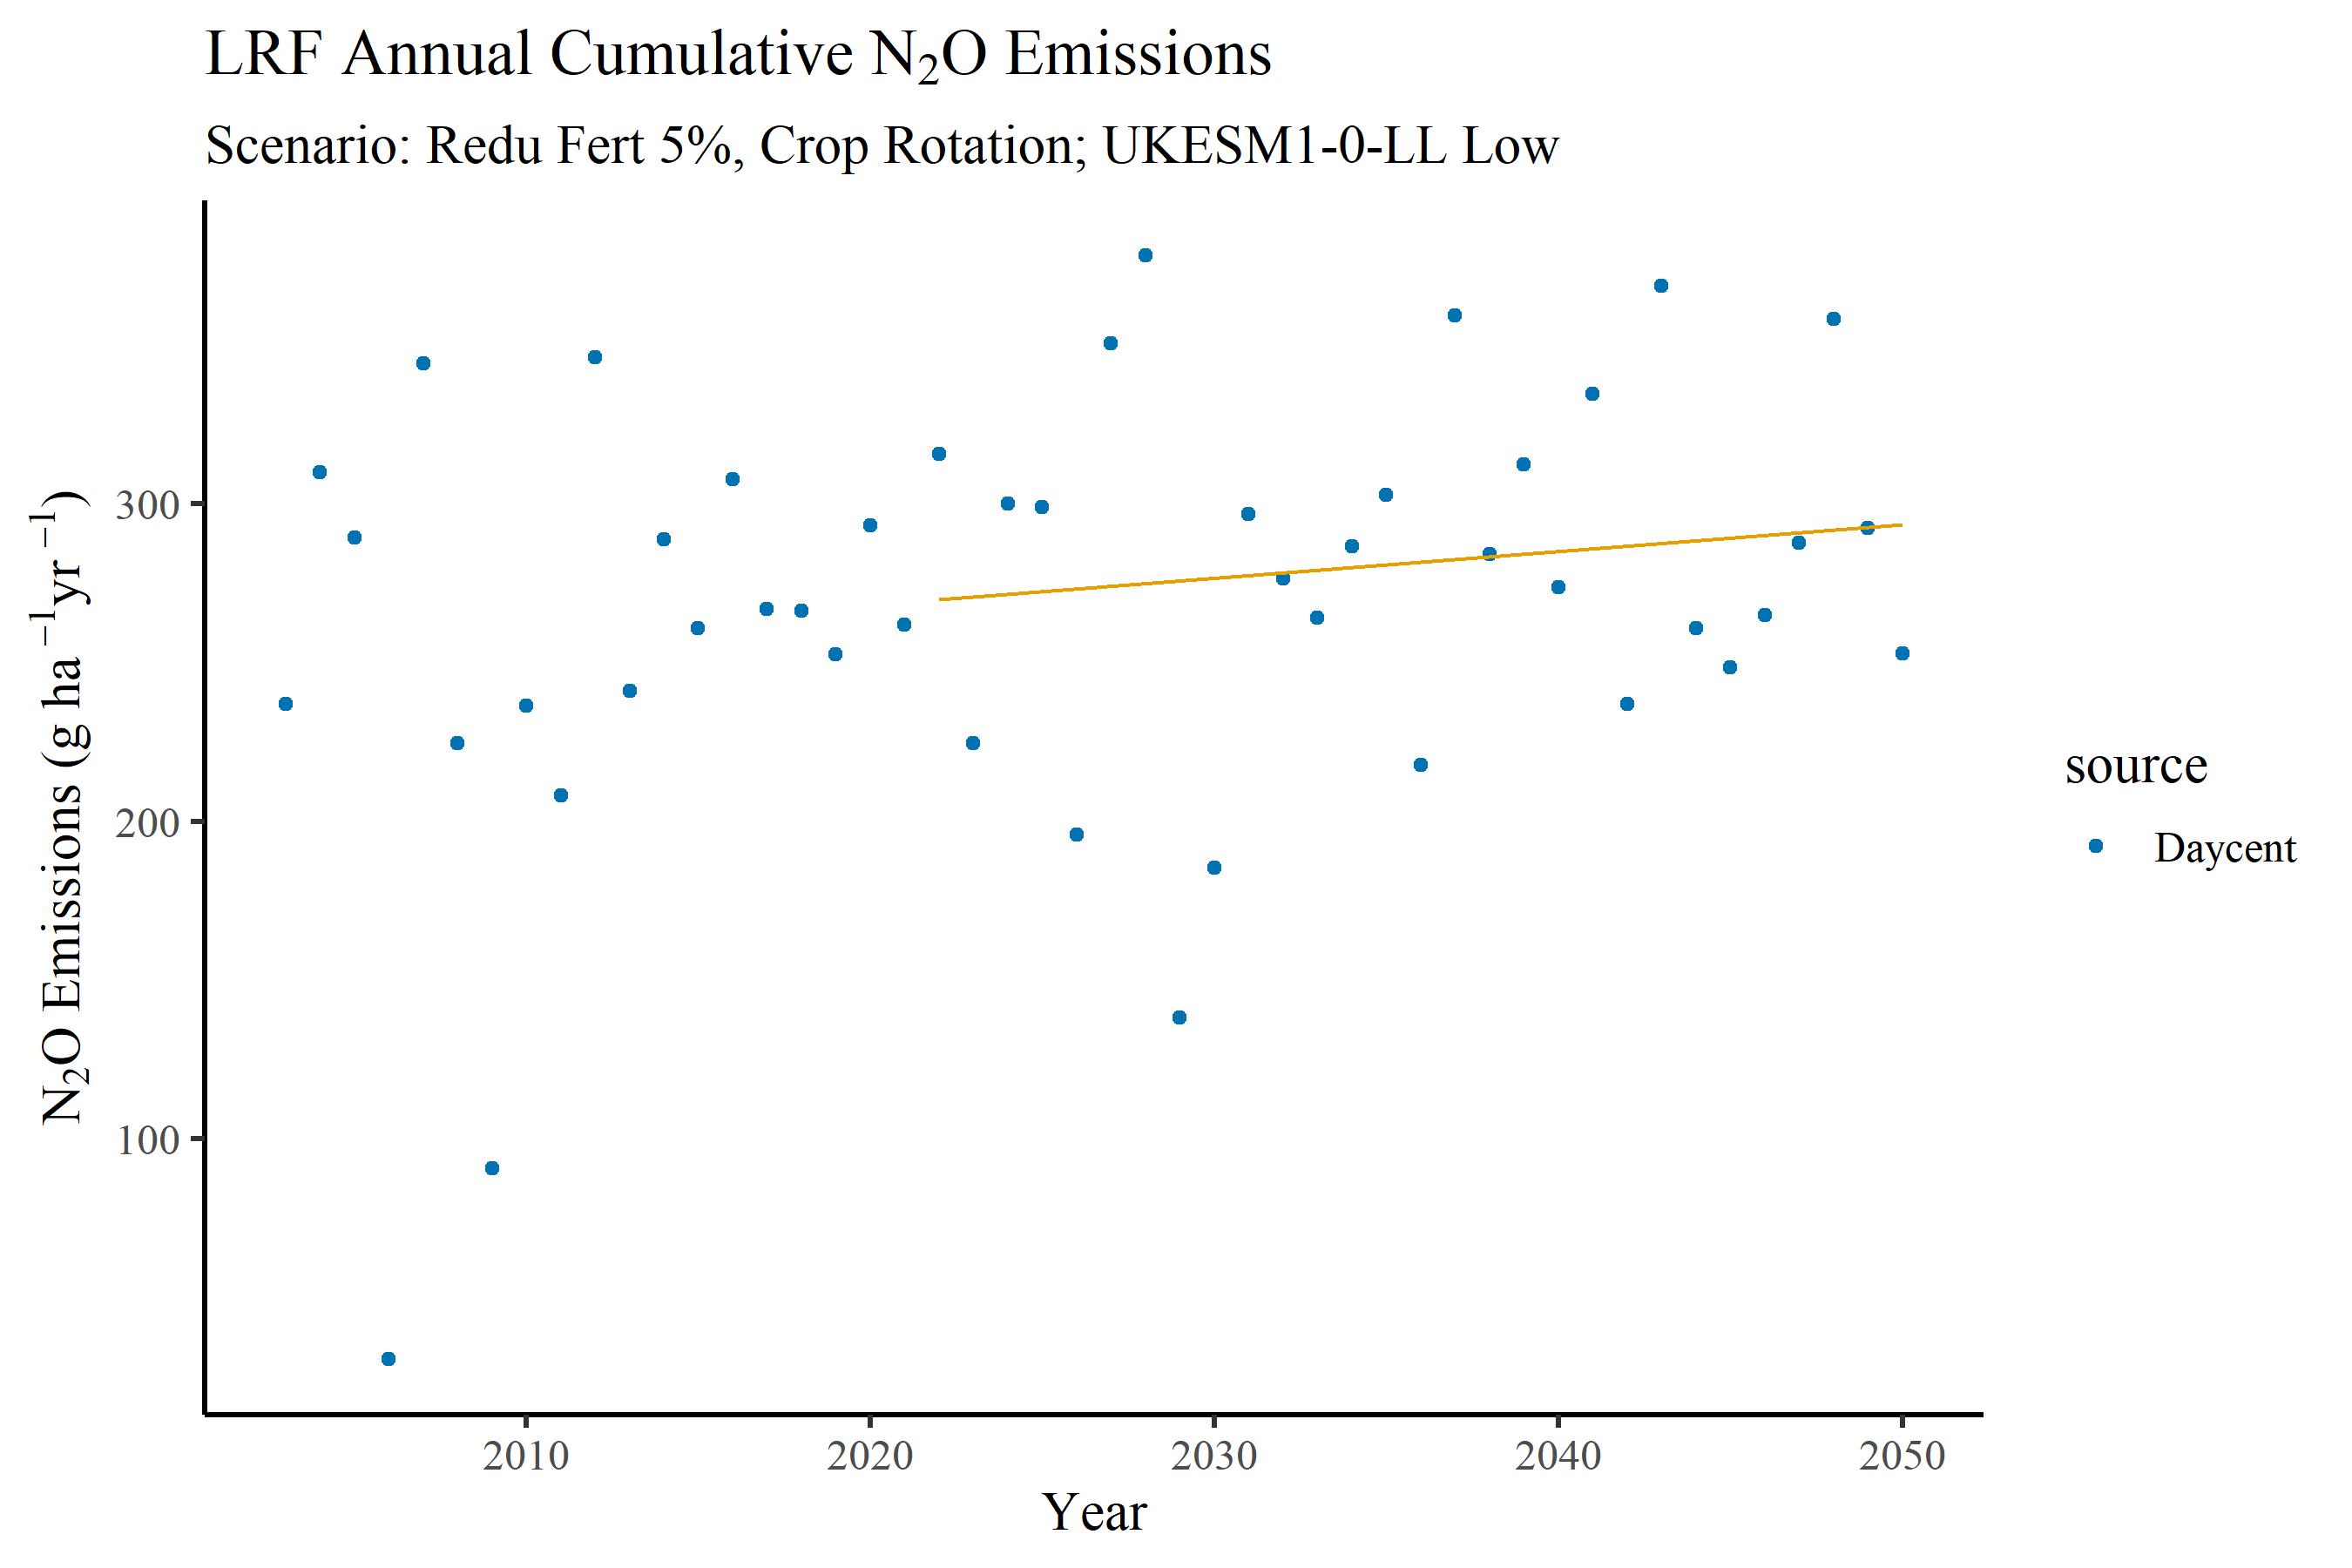 LRF Annual Cumulative N₂O Emissions
Scenario: Redu Fert 5%, Crop Rotation; UKESM1-0-LL Low
N₂O Emissions (g ha⁻¹yr⁻¹)
300
200
100
source
Daycent
2010
2020
2030
2040
2050
Year